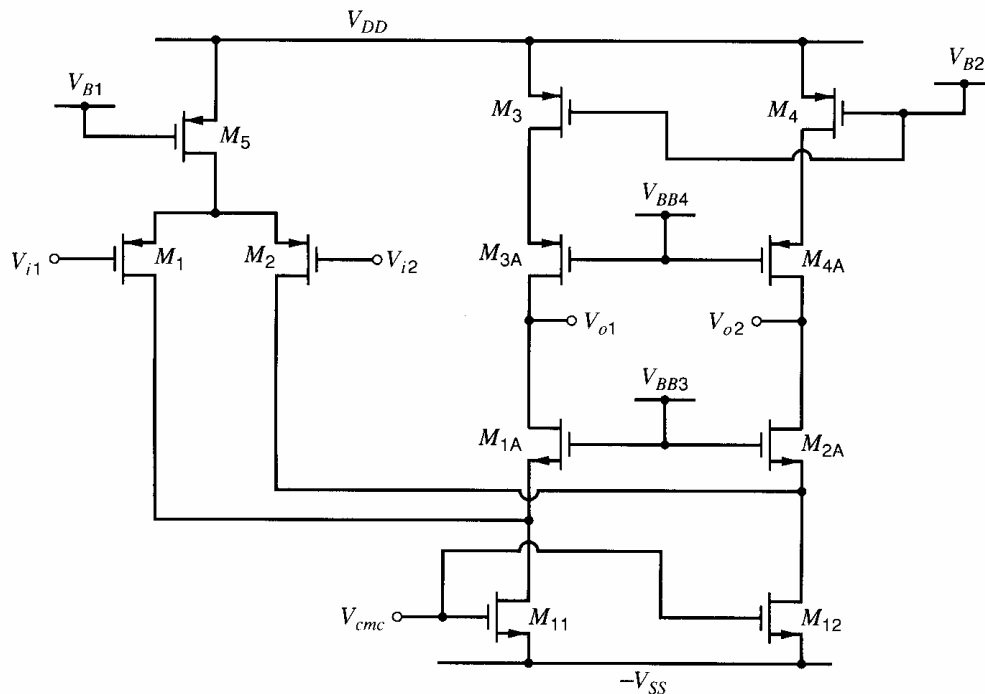 V_DD
V_B1
V_B2
M_3
M_4
M_5
V_BB4
V_i1
M_1
M_2
V_i2
M_3A
M_4A
V_o1
V_o2
V_BB3
M_1A
M_2A
V_cmc
M_11
M_12
−V_SS